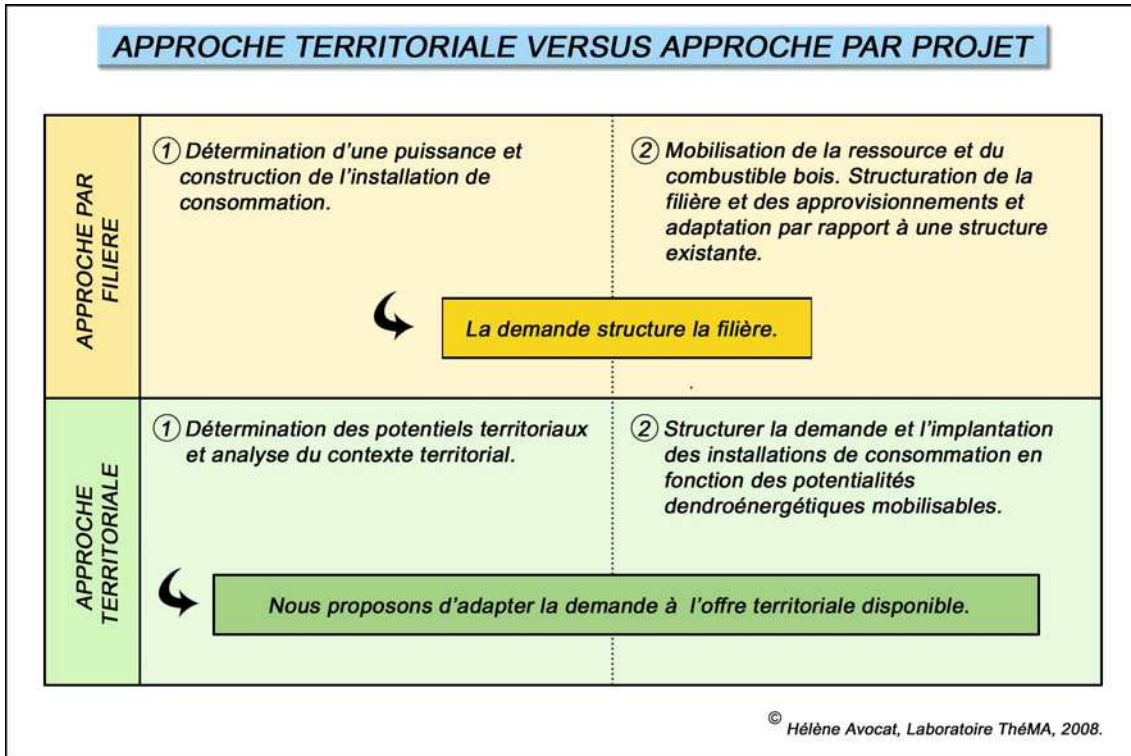 APPROCHE TERRITORIALE VERSUS APPROCHE PAR PROJET
APPROCHE PAR
FILIERE
1 Détermination d'une puissance et
construction de l'installation de
consommation.
2 Mobilisation de la ressource et du
combustible bois. Structuration de la
filière et des approvisionnements et
adaptation par rapport à une structure
existante.
La demande structure la filière.
APPROCHE
TERRITORIALE
1 Détermination des potentiels territoriaux
et analyse du contexte territorial.
2 Structurer la demande et l'implantation
des installations de consommation en
fonction des potentialités
dendroénergétiques mobilisables.
Nous proposons d'adapter la demande à l'offre territoriale disponible.
© Hélène Avocat, Laboratoire ThéMA, 2008.